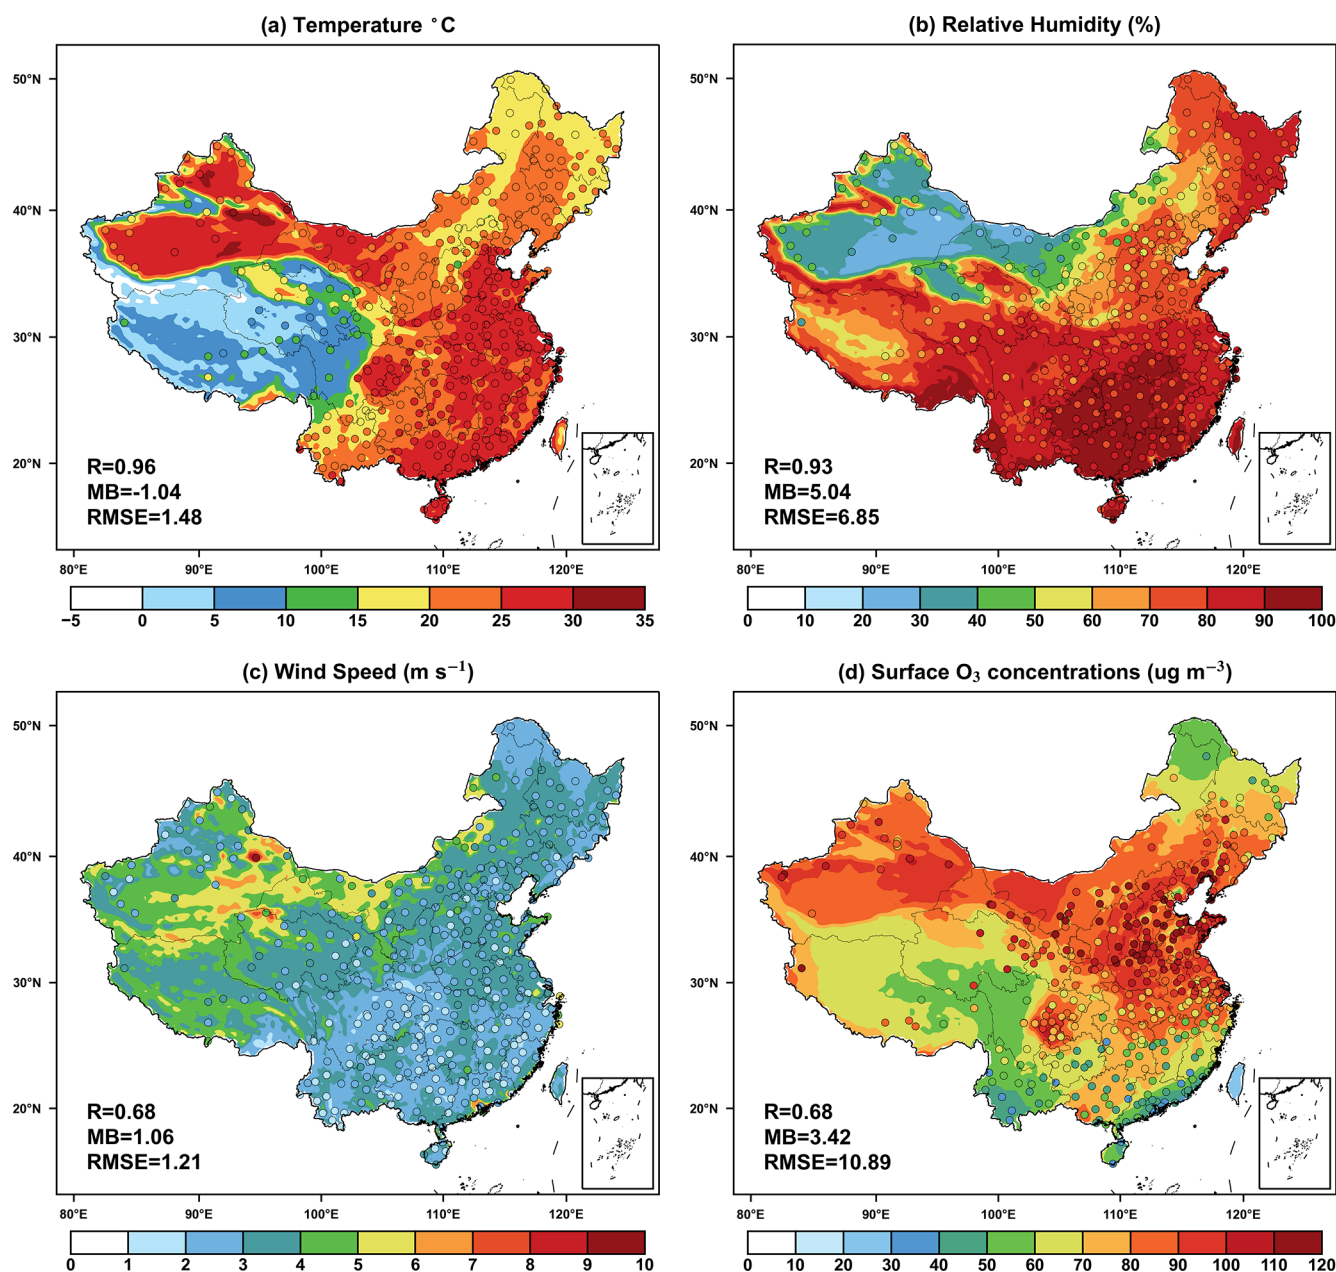 (a) Temperature °C
(b) Relative Humidity (%)
50°N
40°N
30°N
20°N
R=0.96
MB=-1.04
RMSE=1.48
80°E 90°E 100°E 110°E 120°E
−5 0 5 10 15 20 25 30 35
50°N
40°N
30°N
20°N
R=0.93
MB=5.04
RMSE=6.85
80°E 90°E 100°E 110°E 120°E
0 10 20 30 40 50 60 70 80 90 100
(c) Wind Speed (m s⁻¹)
(d) Surface O₃ concentrations (ug m⁻³)
50°N
40°N
30°N
20°N
R=0.68
MB=1.06
RMSE=1.21
80°E 90°E 100°E 110°E 120°E
0 1 2 3 4 5 6 7 8 9 10
50°N
40°N
30°N
20°N
R=0.68
MB=3.42
RMSE=10.89
80°E 90°E 100°E 110°E 120°E
0 10 20 30 40 50 60 70 80 90 100 110 120